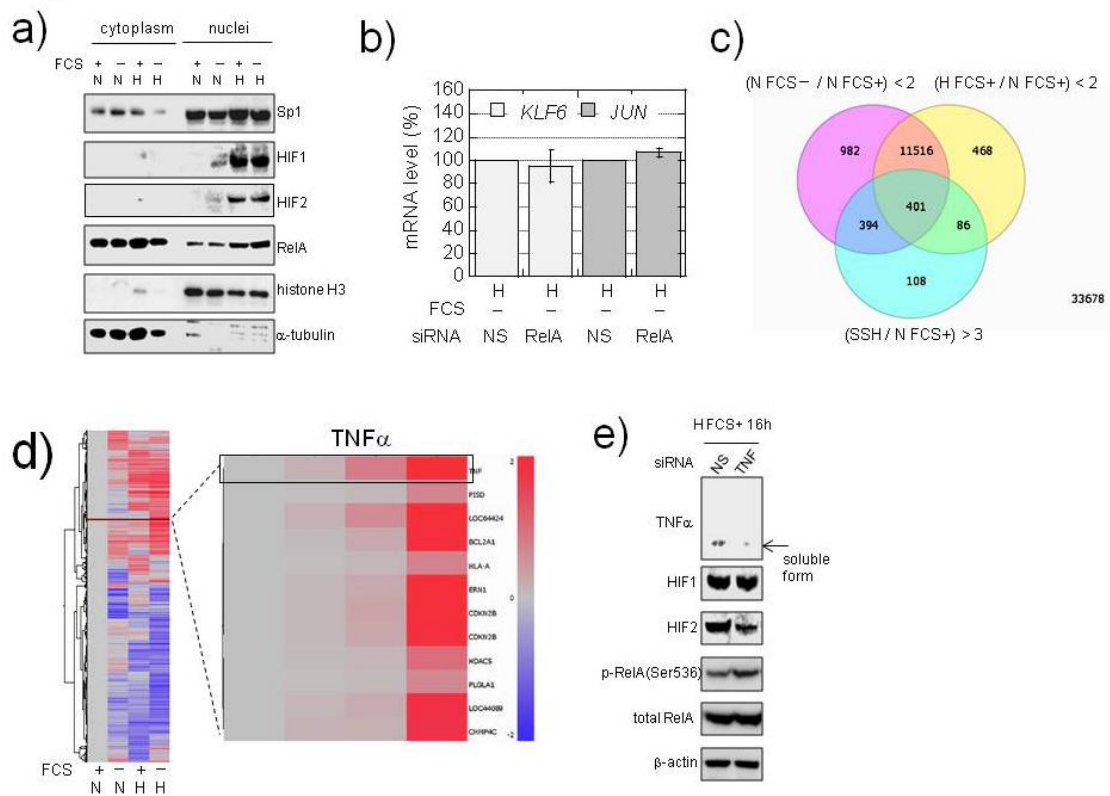 a)
cytoplasm nuclei
FCS + − + − + − + −
N N H H N N H H
Sp1
HIF1
HIF2
RelA
histone H3
α-tubulin
b)
mRNA level (%)
160
140
120
100
80
60
40
20
0
KLF6 JUN
H H H H
FCS − − − −
siRNA NS RelA NS RelA
c)
(N FCS− / N FCS+) < 2 (H FCS+ / N FCS+) < 2
982 11516 468
401
394 86
108
33678
(SSH / N FCS+) > 3
d)
TNFα
TNF
PISD
LOC64424
BCL2A1
HLA-A
ERN1
CDKN2B
CDKN2B
PLGLA1
CHMP4C
2
0
-2
FCS + − + −
N N H H
e)
H FCS+ 16h
siRNA NS TNF
TNFα
soluble
form
HIF1
HIF2
p-RelA(Ser536)
total RelA
β-actin